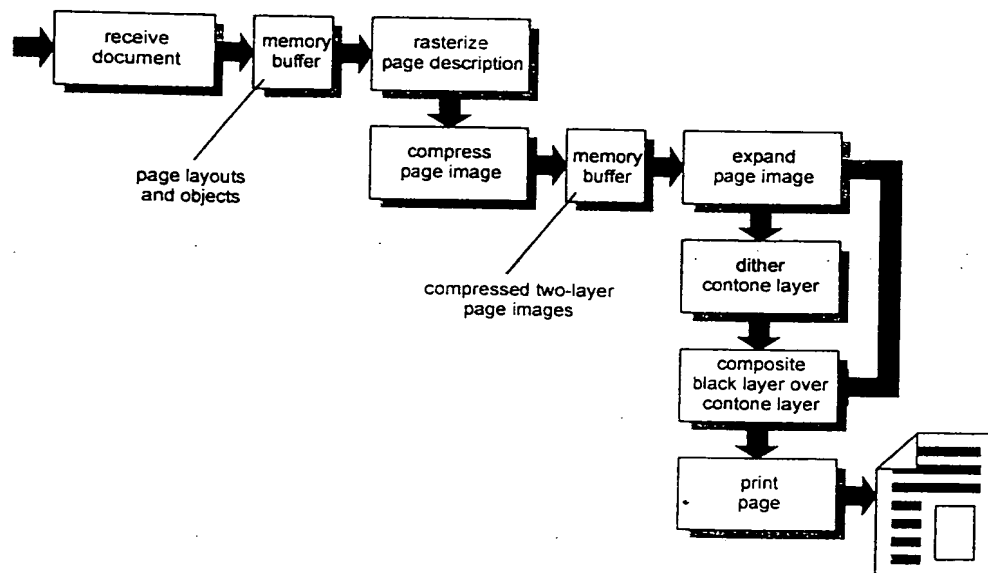 receive
document
memory
buffer
rasterize
page description
compress
page image
memory
buffer
expand
page image
page layouts
and objects
dither
contone layer
compressed two-layer
page images
composite
black layer over
contone layer
print
page